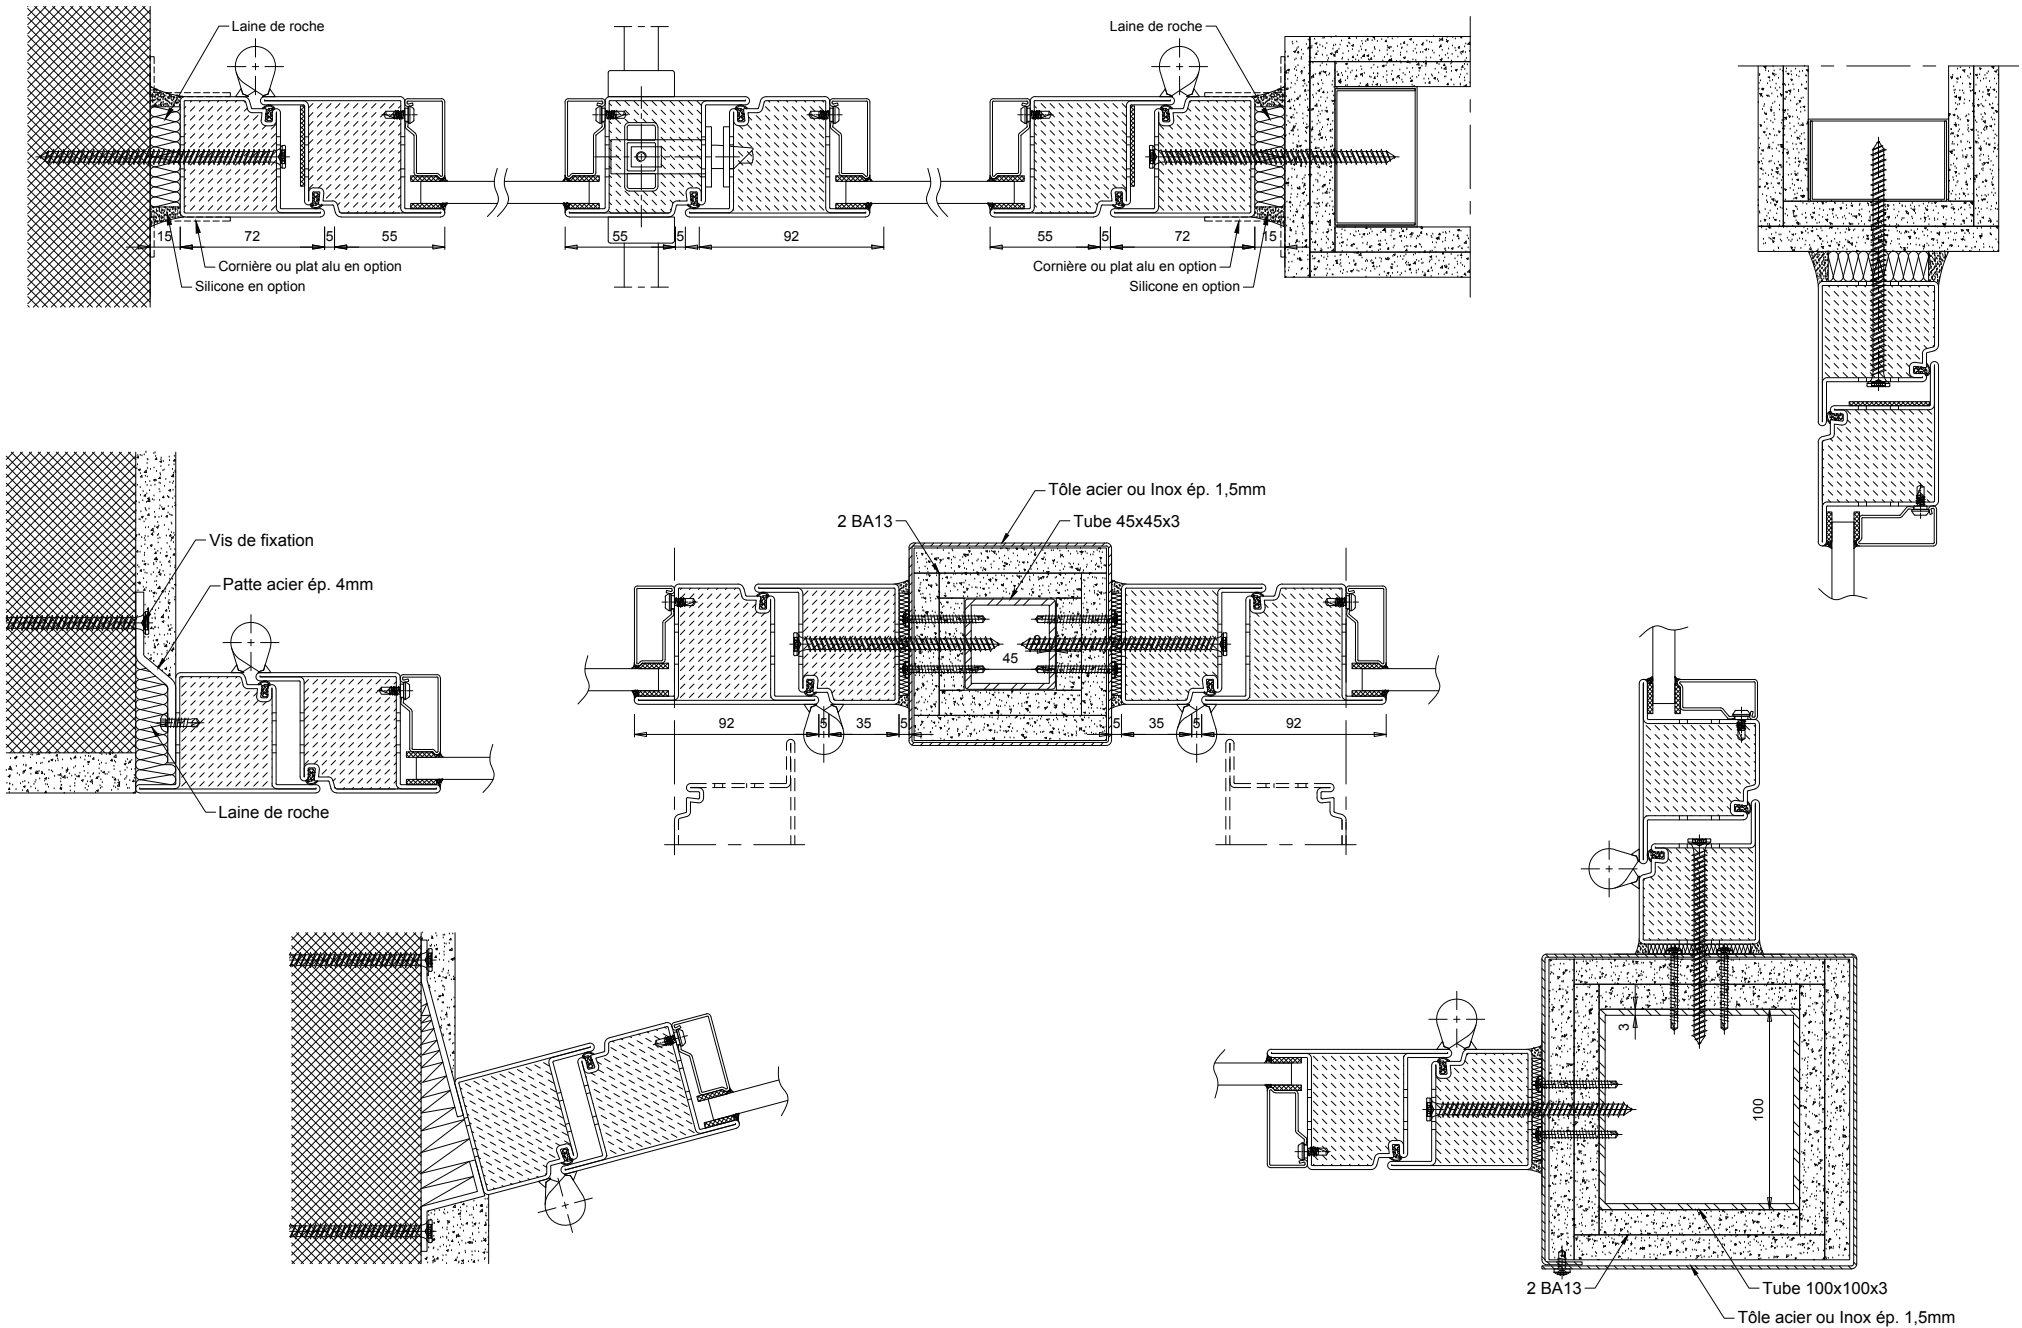 Laine de roche
Laine de roche
15
72
5
55
55
5
92
55
5
72
15
Cornière ou plat alu en option
Silicone en option
Cornière ou plat alu en option
Silicone en option
Vis de fixation
Patte acier ép. 4mm
Laine de roche
Tôle acier ou Inox ép. 1,5mm
2 BA13
Tube 45x45x3
45
92
5
35
5
5
35
5
92
3
100
2 BA13
Tube 100x100x3
Tôle acier ou Inox ép. 1,5mm